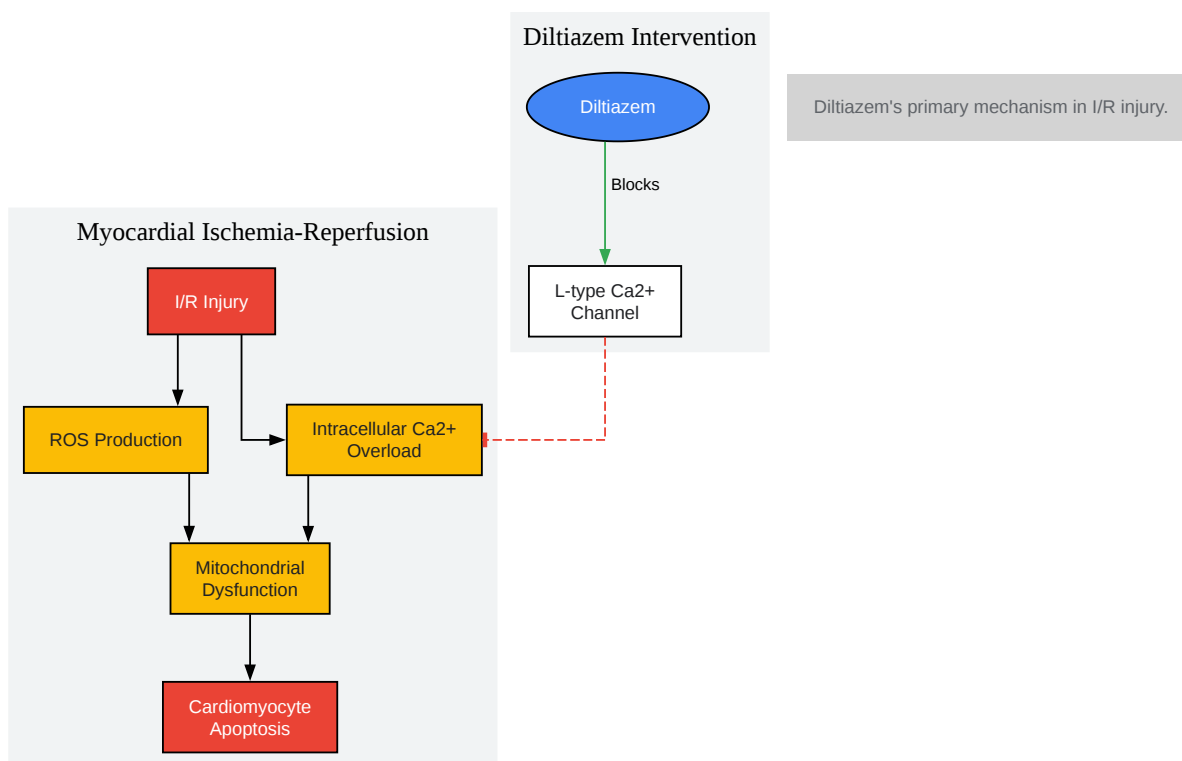 Diltiazem Intervention
Diltiazem
Diltiazem's primary mechanism in I/R injury.
Blocks
L-type Ca2+
Channel
Myocardial Ischemia-Reperfusion
I/R Injury
ROS Production
Intracellular Ca2+
Overload
Mitochondrial
Dysfunction
Cardiomyocyte
Apoptosis